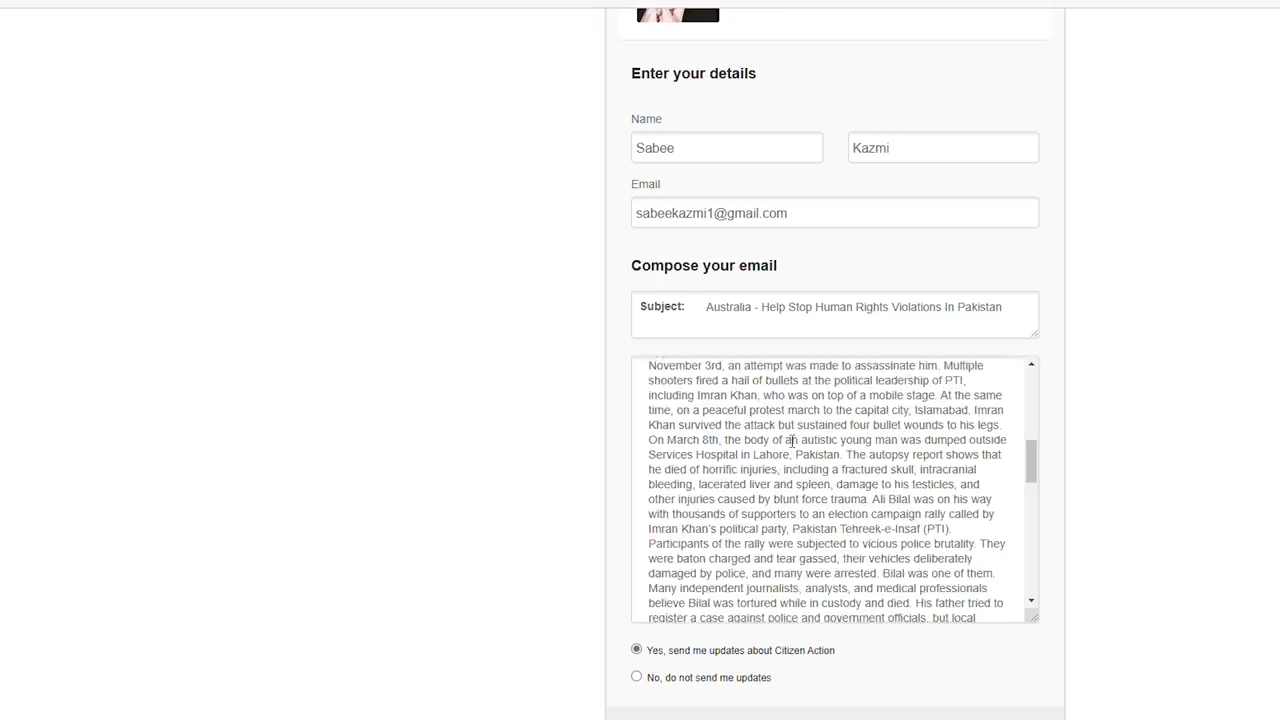 Enter your details
Name
Sabee
Kazmi
Email
sabeekazmi1@gmail.com
Compose your email
Subject: Australia - Help Stop Human Rights Violations In Pakistan
November 3rd, an attempt was made to assassinate him. Multiple
shooters fired a hail of bullets at the political leadership of PTI,
including Imran Khan, who was on top of a mobile stage. At the same
time, on a peaceful protest march to the capital city, Islamabad. Imran
Khan survived the attack but sustained four bullet wounds to his legs.
On March 8th, the body of an autistic young man was dumped outside
Services Hospital in Lahore, Pakistan. The autopsy report shows that
he died of horrific injuries, including a fractured skull, intracranial
bleeding, lacerated liver and spleen, damage to his testicles, and
other injuries caused by blunt force trauma. Ali Bilal was on his way
with thousands of supporters to an election campaign rally called by
Imran Khan's political party, Pakistan Tehreek-e-Insaf (PTI).
Participants of the rally were subjected to vicious police brutality. They
were baton charged and tear gassed, their vehicles deliberately
damaged by police, and many were arrested. Bilal was one of them.
Many independent journalists, analysts, and medical professionals
believe Bilal was tortured while in custody and died. His father tried to
register a case against police and government officials, but local
Yes, send me updates about Citizen Action
No, do not send me updates